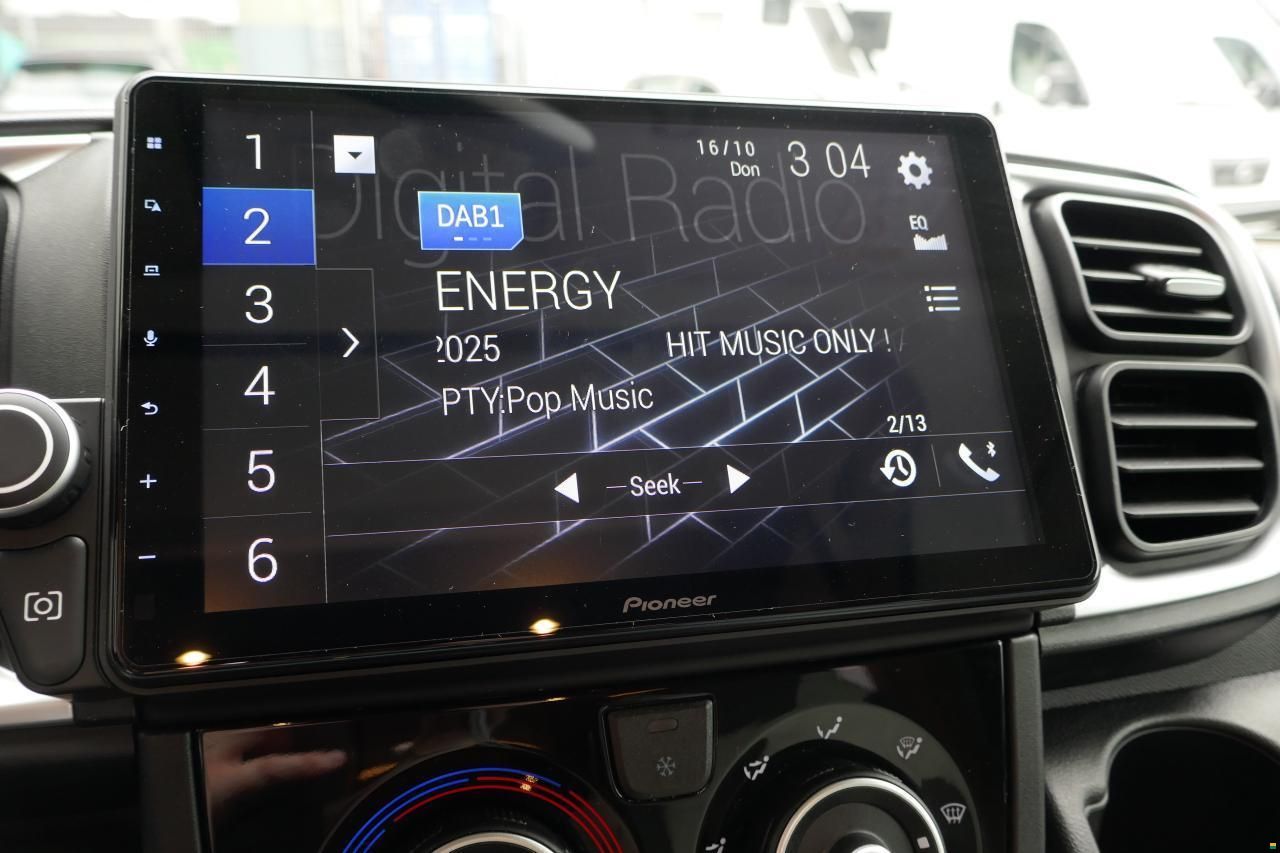 1
2
3
4
5
6
Digital Radio
16/10
Don
3 04
DAB1
EQ
ENERGY
2025 HIT MUSIC ONLY !
PTY:Pop Music
2/13
Seek
Pioneer